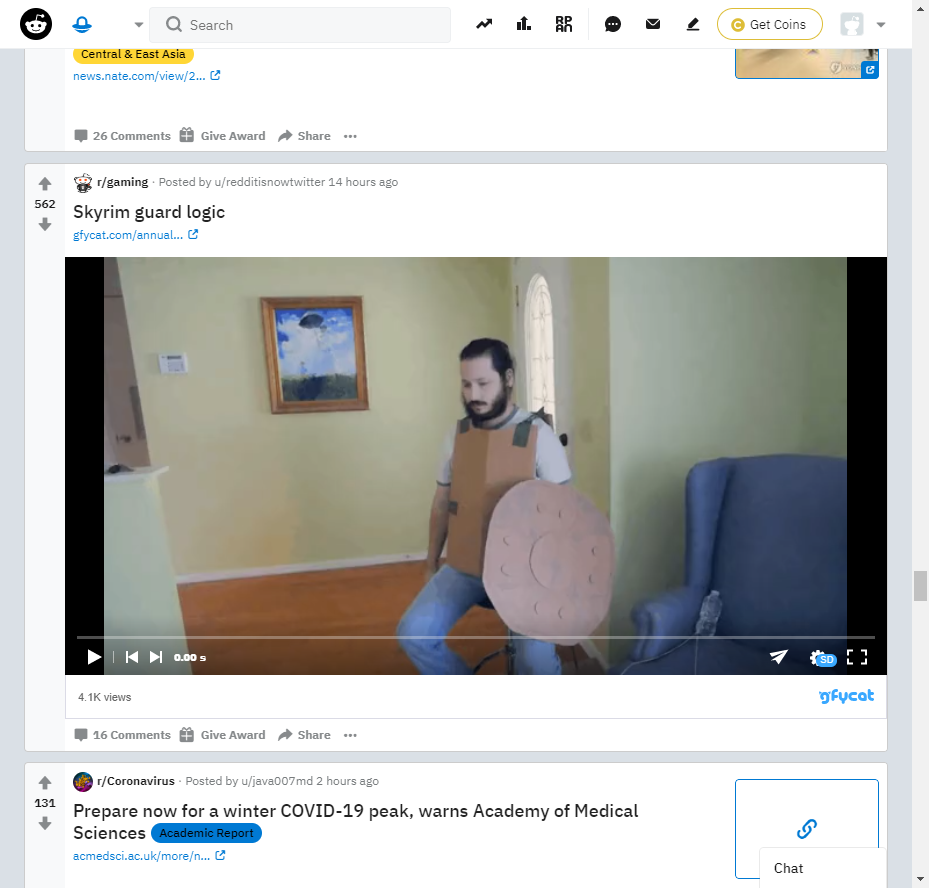 Search
Get Coins
Central & East Asia
news.nate.com/view/2...
26 Comments Give Award Share
r/gaming · Posted by u/redditisnowtwitter 14 hours ago
562
Skyrim guard logic
gfycat.com/annual...
0.00 s
SD
4.1K views
gfycat
16 Comments Give Award Share
r/Coronavirus · Posted by u/java007md 2 hours ago
131
Prepare now for a winter COVID-19 peak, warns Academy of Medical
Sciences Academic Report
acmedsci.ac.uk/more/n...
Chat